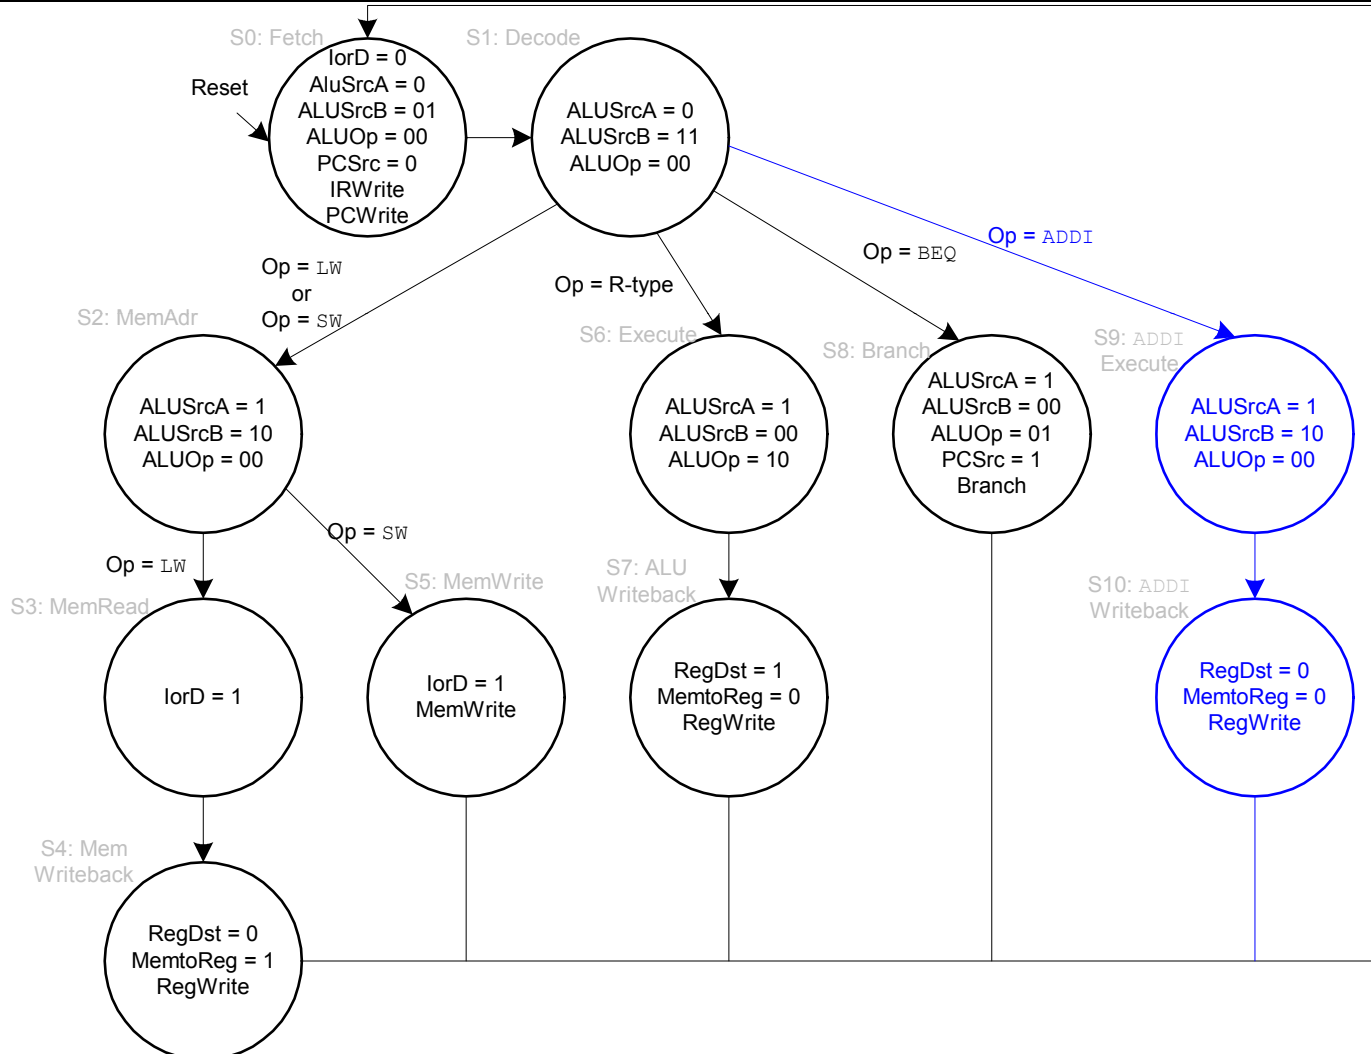 S0: Fetch
S1: Decode
Reset
IorD = 0
AluSrcA = 0
ALUSrcB = 01
ALUOp = 00
PCSrc = 0
IRWrite
PCWrite
ALUSrcA = 0
ALUSrcB = 11
ALUOp = 00
Op = LW
or
Op = SW
Op = R-type
Op = BEQ
Op = ADDI
S2: MemAdr
ALUSrcA = 1
ALUSrcB = 10
ALUOp = 00
S6: Execute
ALUSrcA = 1
ALUSrcB = 00
ALUOp = 10
S8: Branch
ALUSrcA = 1
ALUSrcB = 00
ALUOp = 01
PCSrc = 1
Branch
S9: ADDI
Execute
ALUSrcA = 1
ALUSrcB = 10
ALUOp = 00
Op = LW
Op = SW
S3: MemRead
IorD = 1
S5: MemWrite
IorD = 1
MemWrite
S7: ALU
Writeback
RegDst = 1
MemtoReg = 0
RegWrite
S10: ADDI
Writeback
RegDst = 0
MemtoReg = 0
RegWrite
S4: Mem
Writeback
RegDst = 0
MemtoReg = 1
RegWrite